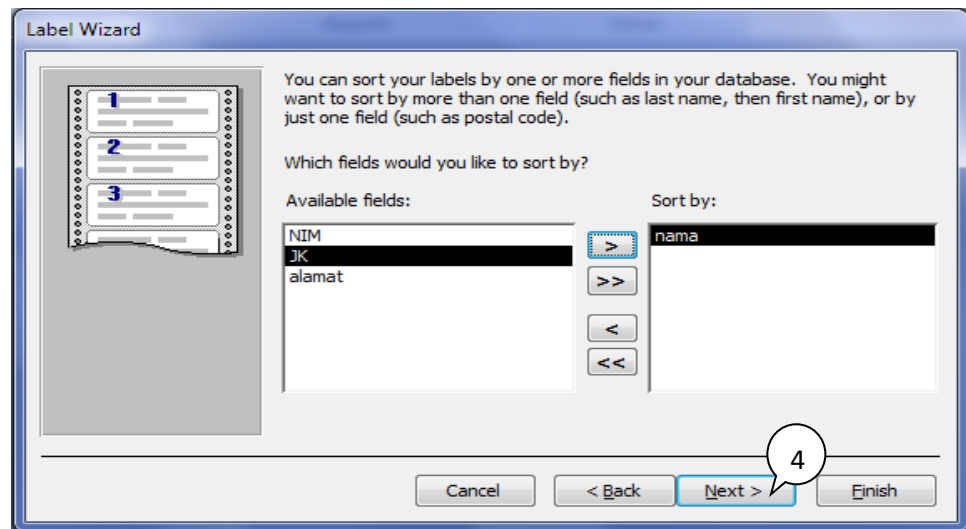 Label Wizard
You can sort your labels by one or more fields in your database. You might
want to sort by more than one field (such as last name, then first name), or by
just one field (such as postal code).
Which fields would you like to sort by?
Available fields:
Sort by:
1
2
3
NIM
JK
alamat
>
>>
<
<<
nama
4
Cancel
< Back
Next >
Finish